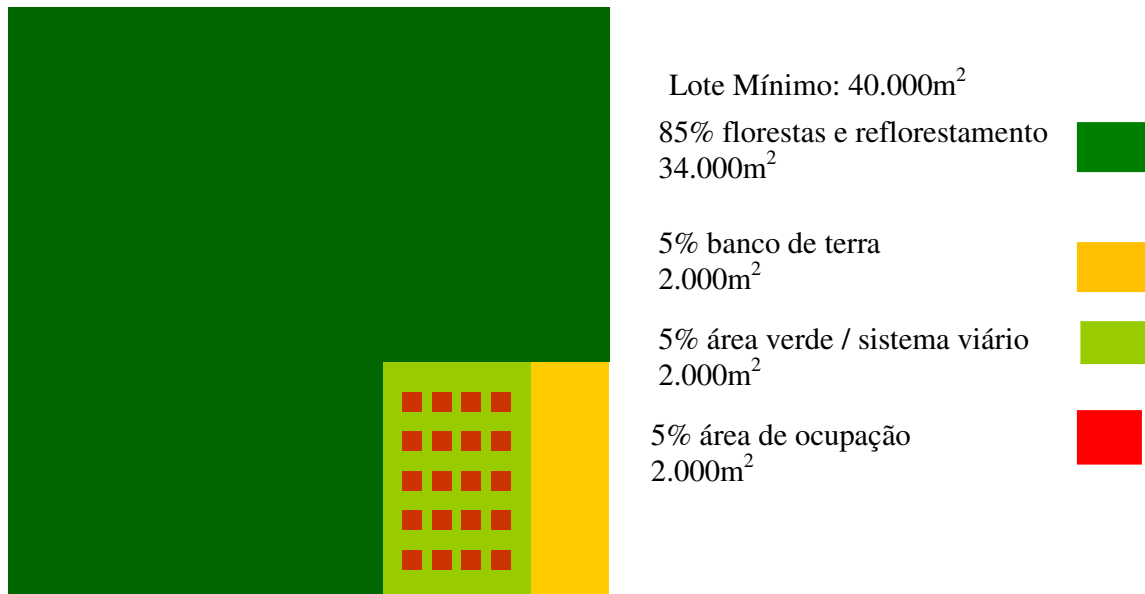 Lote Mínimo: 40.000m²
85% florestas e reflorestamento
34.000m²
5% banco de terra
2.000m²
5% área verde / sistema viário
2.000m²
5% área de ocupação
2.000m²